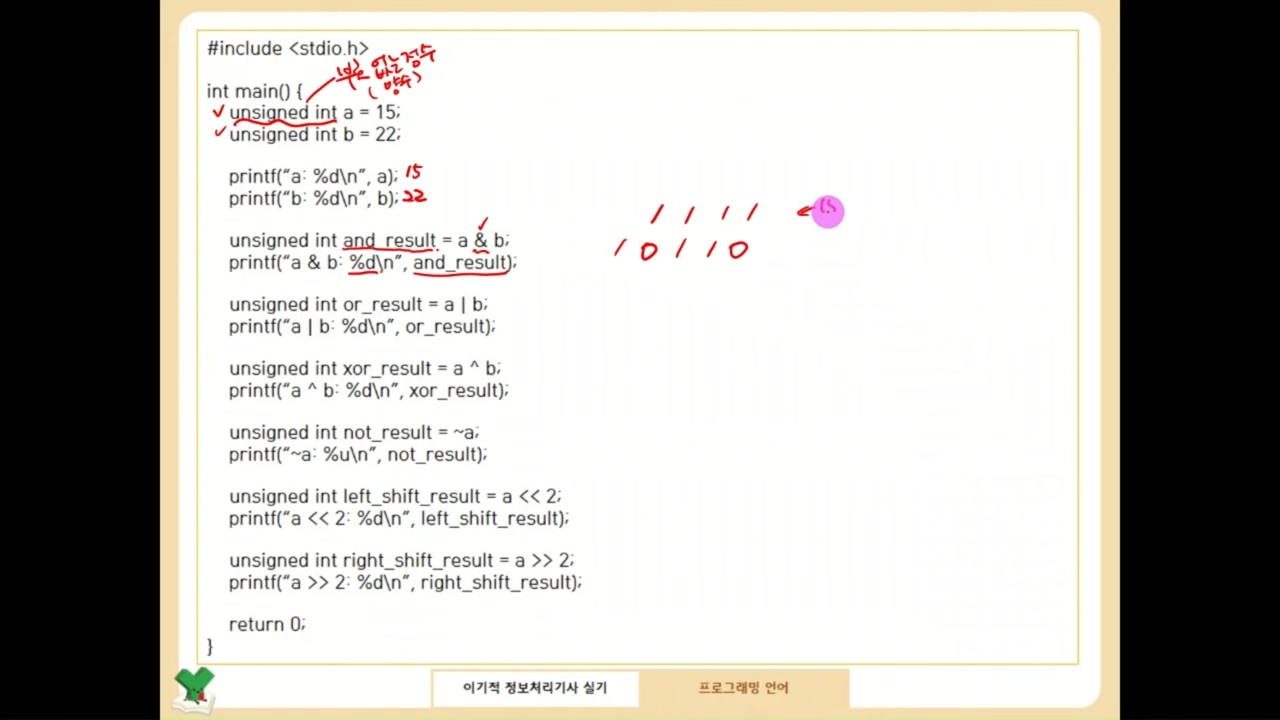 #include <stdio.h>
부호 없는 정수
(양수)
int main() {
unsigned int a = 15;
unsigned int b = 22;
printf(“a: %d\n”, a); 15
printf(“b: %d\n”, b); 22
1 1 1 1 ← 15
1 0 1 1 0
unsigned int and_result = a & b;
printf(“a & b: %d\n”, and_result);
unsigned int or_result = a | b;
printf(“a | b: %d\n”, or_result);
unsigned int xor_result = a ^ b;
printf(“a ^ b: %d\n”, xor_result);
unsigned int not_result = ~a;
printf(“~a: %u\n”, not_result);
unsigned int left_shift_result = a << 2;
printf(“a << 2: %d\n”, left_shift_result);
unsigned int right_shift_result = a >> 2;
printf(“a >> 2: %d\n”, right_shift_result);
return 0;
}
이기적 정보처리기사 실기
프로그래밍 언어